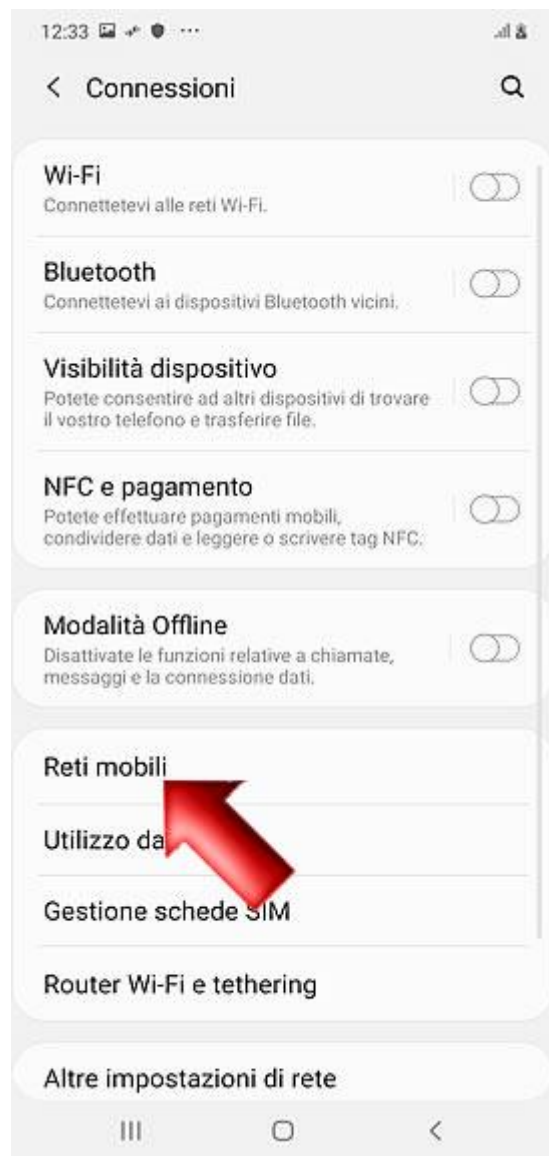 12:33
Connessioni
Wi-Fi
Connettetevi alle reti Wi-Fi.
Bluetooth
Connettetevi ai dispositivi Bluetooth vicini.
Visibilità dispositivo
Potete consentire ad altri dispositivi di trovare
il vostro telefono e trasferire file.
NFC e pagamento
Potete effettuare pagamenti mobili,
condividere dati e leggere o scrivere tag NFC.
Modalità Offline
Disattivate le funzioni relative a chiamate,
messaggi e la connessione dati.
Reti mobili
Utilizzo da
Gestione schede SIM
Router Wi-Fi e tethering
Altre impostazioni di rete